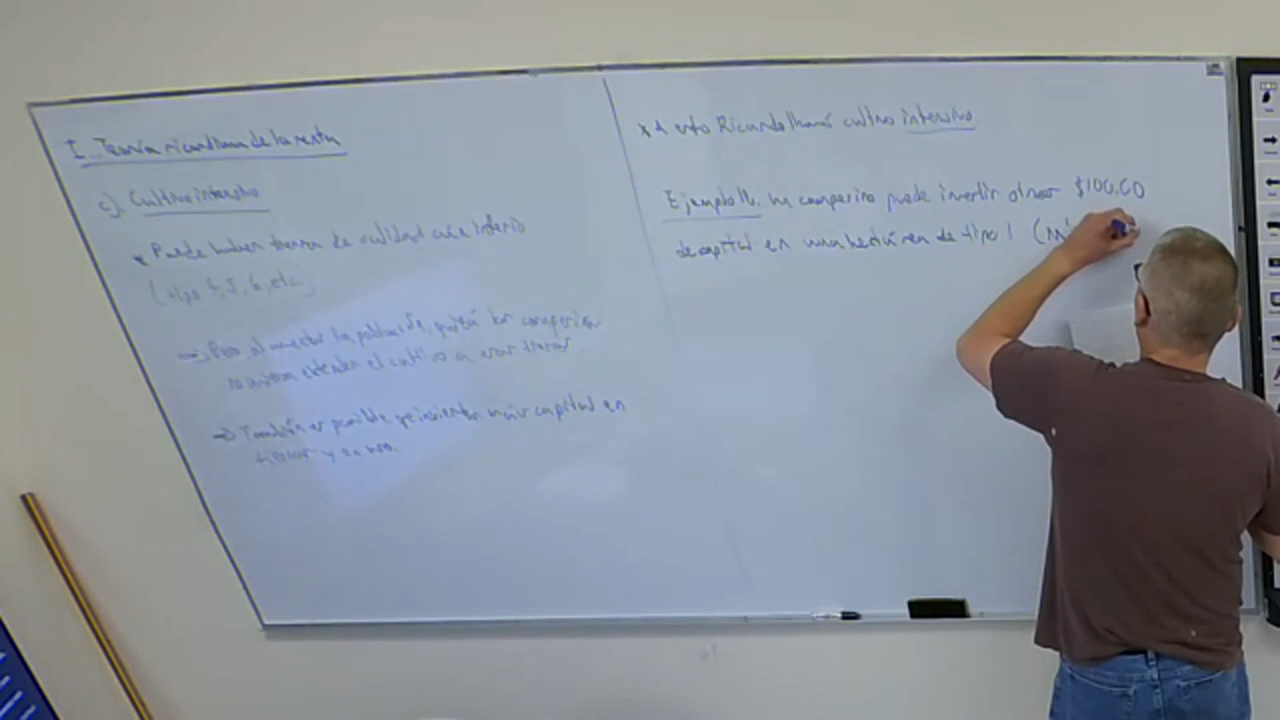 I. Teoría ricardiana de la renta
c). Cultivo intensivo
* Puede haber tierra de calidad aún inferior
(tipo 4, 5, 6, etc.)
→ Pero, al aumentar la población, quizá los campesinos
no quieran extender el cultivo a esas tierras
→ También es posible que inviertan más capital en
tierras ya en uso.
* A esto Ricardo llamó cultivo intensivo.
Ejemplo II. Un campesino puede invertir otros $100.00
de capital en una hectárea de tipo 1 (